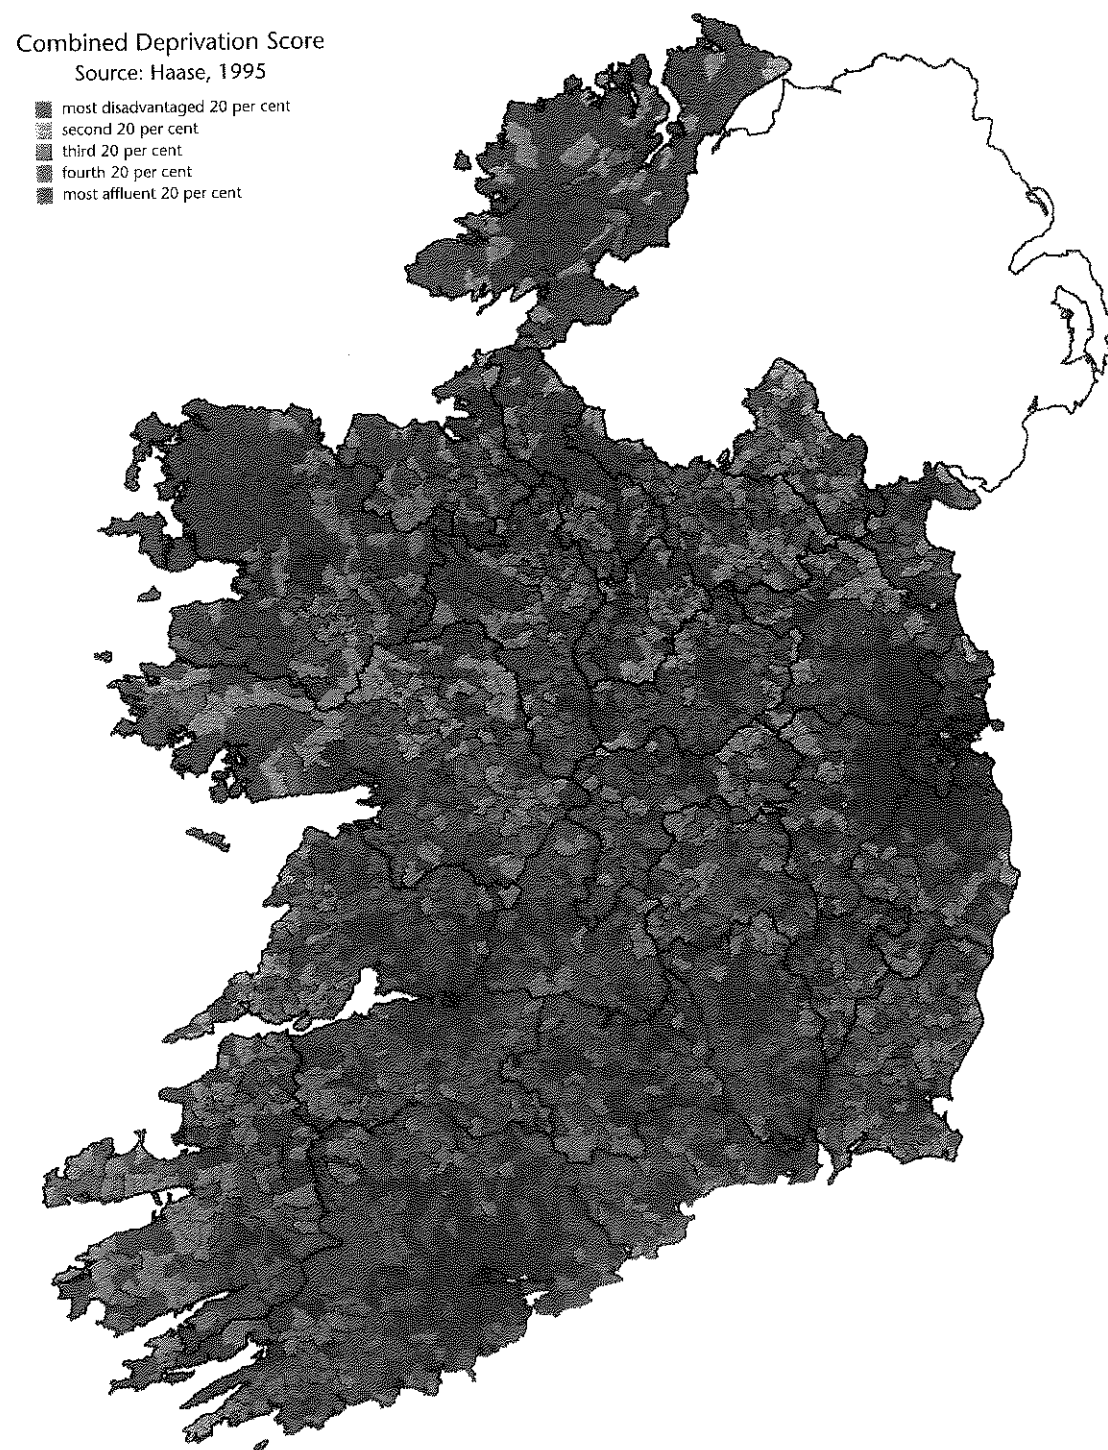 Combined Deprivation Score
Source: Haase, 1995
most disadvantaged 20 per cent
second 20 per cent
third 20 per cent
fourth 20 per cent
most affluent 20 per cent